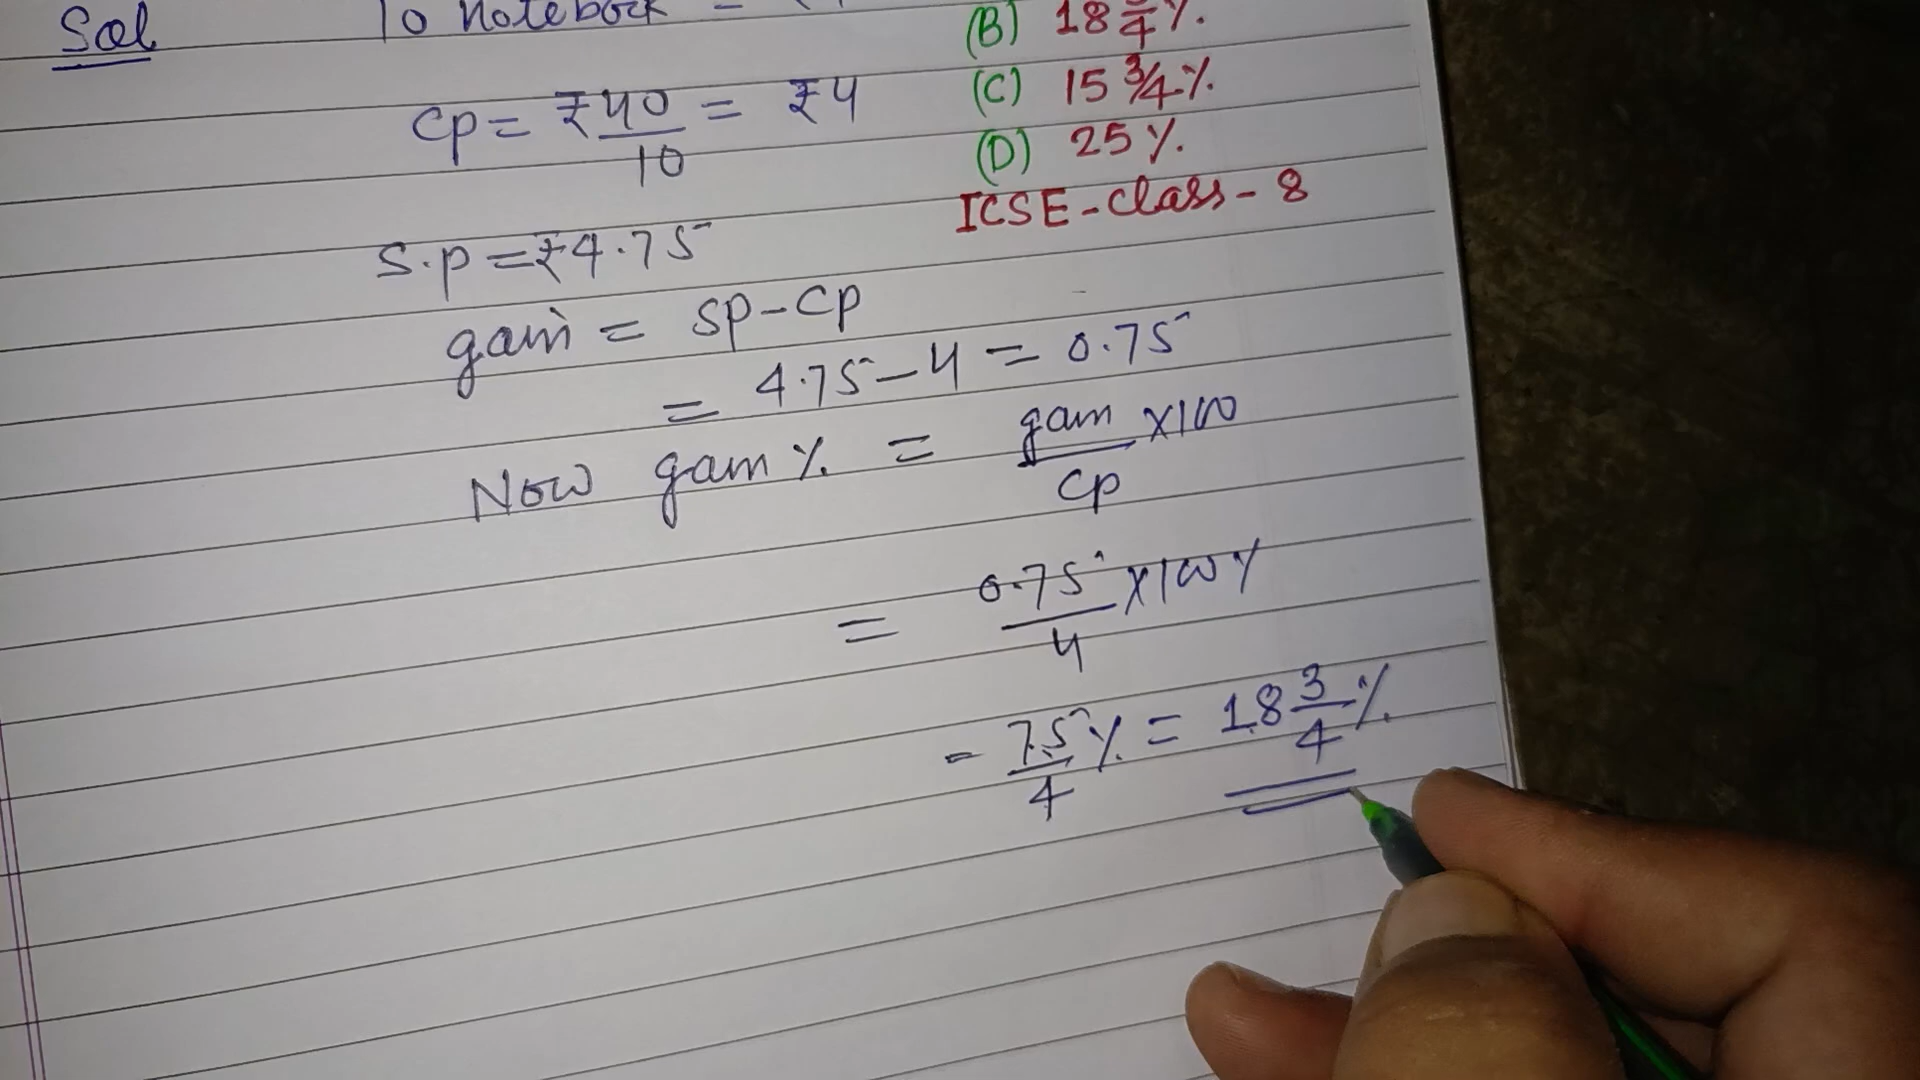 Sol 10 notebook =
(B) 18 3/4 %.
CP = ₹40/10 = ₹4
(C) 15 3/4 %.
(D) 25 %.
ICSE-class-8
S.P = ₹4.75
gain = SP-CP
= 4.75 - 4 = 0.75
Now gain % = gain/CP ×100
= 0.75/4 ×100 %
= 75/4 % = 18 3/4 %.